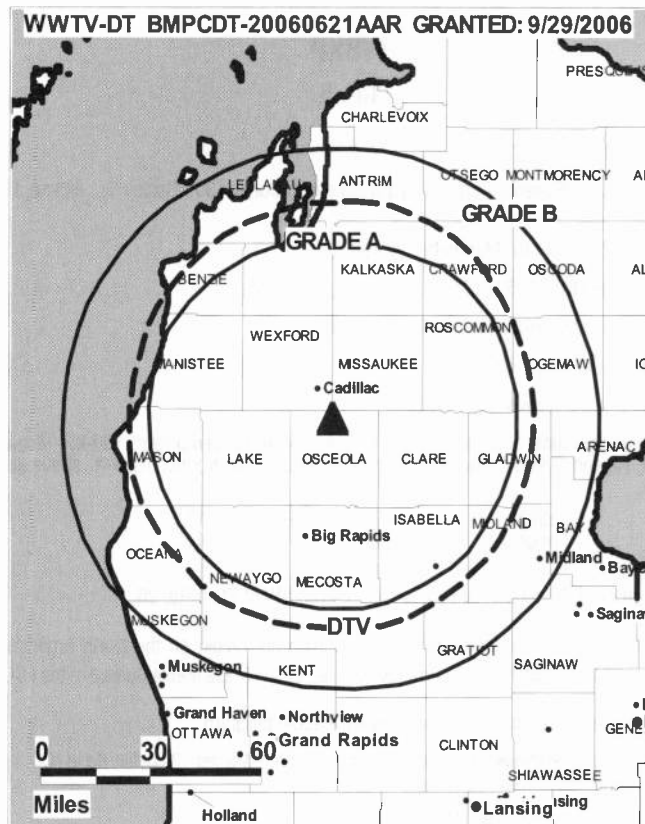 WWTV-DT BMPCDT-20060621AAR GRANTED: 9/29/2006
CHARLEVOIX
LEELANAU
ANTRIM
OTSEGO
MONTMORENCY
GRADE B
GRADE A
BENZIE
KALKASKA
CRAWFORD
OSCODA
WEXFORD
ROSCOMMON
MANISTEE
MISSAUKEE
OGEMAW
Cadillac
MASON
LAKE
OSCEOLA
CLARE
GLADWIN
ARENAC
ISABELLA
MIDLAND
BAY
Big Rapids
OCEANA
Midland
NEWAYGO
MECOSTA
MUSKEGON
DTV
GRATIOT
SAGINAW
Muskegon
KENT
Grand Haven
Northview
OTTAWA
Grand Rapids
CLINTON
0 30 60
SHIAWASSEE
Miles
Holland
Lansing